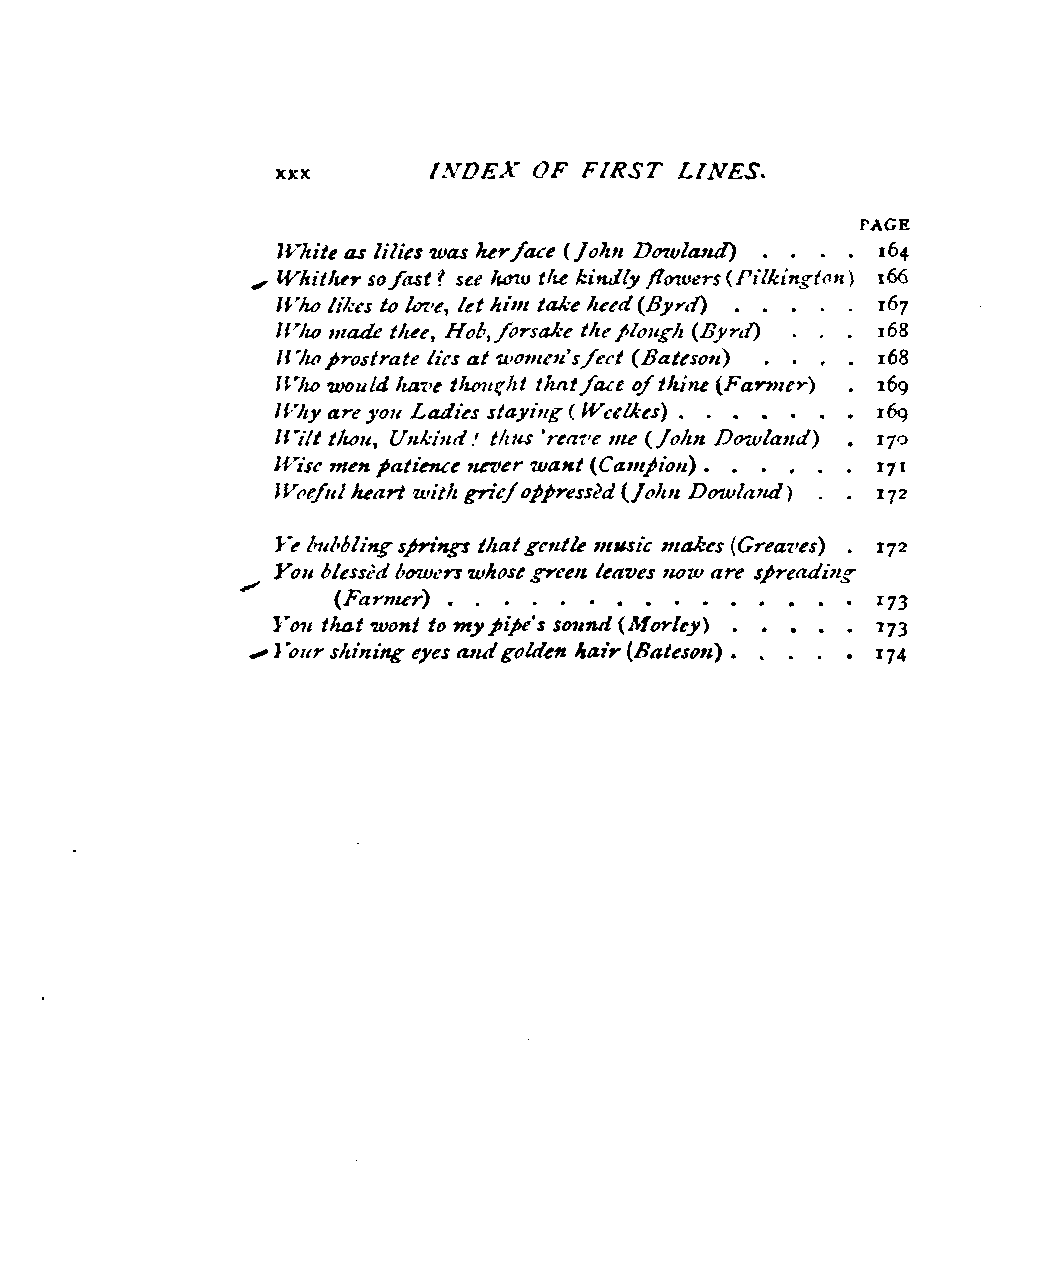 xxx INDEX OF FIRST LINES.
PAGE
White as lilies was her face (John Dowland) . . . . 164
Whither so fast? see how the kindly flowers (Pilkington) 166
Who likes to love, let him take heed (Byrd) . . . . . 167
Who made thee, Hob, forsake the plough (Byrd) . . . 168
Who prostrate lies at women's feet (Bateson) . . . . 168
Who would have thought that face of thine (Farmer) . 169
Why are you Ladies staying (Weelkes) . . . . . . . 169
Wilt thou, Unkind! thus 'reave me (John Dowland) . 170
Wise men patience never want (Campion) . . . . . . 171
Woeful heart with grief oppressèd (John Dowland) . . 172
Ye bubbling springs that gentle music makes (Greaves) . 172
You blessèd bowers whose green leaves now are spreading
(Farmer) . . . . . . . . . . . . . . . 173
You that wont to my pipe's sound (Morley) . . . . . 173
Your shining eyes and golden hair (Bateson) . . . . . 174